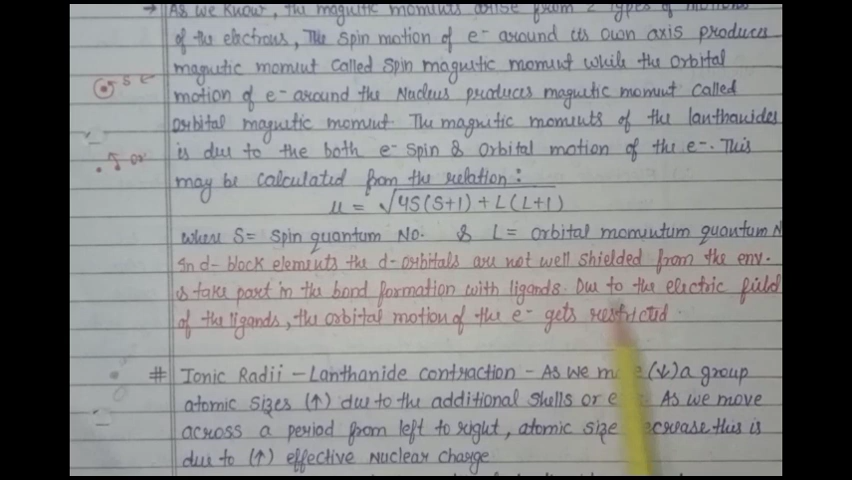 → As we know, the magnetic moments arise from 2 types of motions
of the electrons, The spin motion of e- around its own axis produces
magnetic moment called spin magnetic moment while the orbital
motion of e- around the Nucleus produces magnetic moment called
orbital magnetic moment. The magnetic moments of the lanthanides
is due to the both e- spin & orbital motion of the e-. This
may be calculated from the relation:
u = √4S(S+1) + L(L+1)
where S = spin quantum No. & L = orbital momentum quantum N
In d-block elements the d-orbitals are not well shielded from the env.
& take part in the bond formation with ligands. Due to the electric field
of the ligands, the orbital motion of the e- gets restricted.
# Ionic Radii - Lanthanide contraction - As we (↓) a group
atomic sizes (↑) due to the additional shells or As we move
across a period from left to right, atomic size this is
due to (↑) effective Nuclear charge